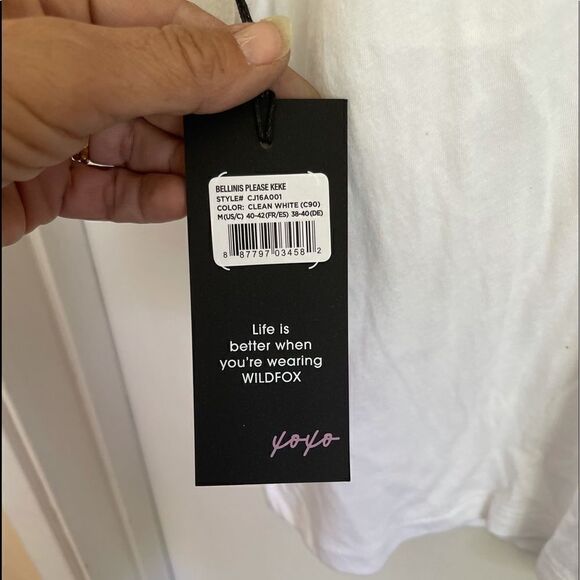 BELLINIS PLEASE KEKE
STYLE# CJ16A001
COLOR: CLEAN WHITE (C90)
M(US/C) 40-42(FR/ES) 38-40(DE)
8 87797 03458 2
Life is
better when
you're wearing
WILDFOX
xoxo